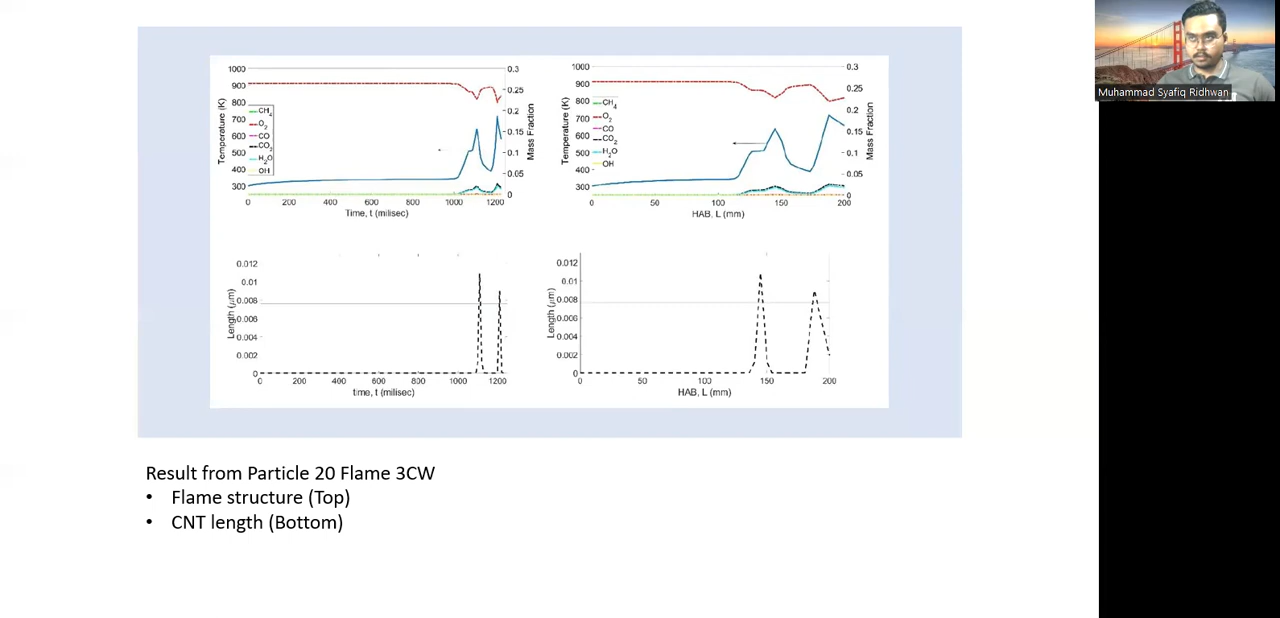 Muhammad Syafiq Ridhwan
1000
900
800
700
600
500
400
300
Temperature (K)
CH4
O2
CO
CO2
H2O
OH
0.3
0.25
0.2
0.15
0.1
0.05
0
Mass Fraction
0 200 400 600 800 1000 1200
Time, t (milisec)
1000
900
800
700
600
500
400
300
Temperature (K)
CH4
O2
CO
CO2
H2O
OH
0.3
0.25
0.2
0.15
0.1
0.05
0
Mass Fraction
0 50 100 150 200
HAB, L (mm)
0.012
0.01
0.008
0.006
0.004
0.002
0
Length (μm)
0 200 400 600 800 1000 1200
time, t (milisec)
0.012
0.01
0.008
0.006
0.004
0.002
0
Length (μm)
0 50 100 150 200
HAB, L (mm)
Result from Particle 20 Flame 3CW
• Flame structure (Top)
• CNT length (Bottom)